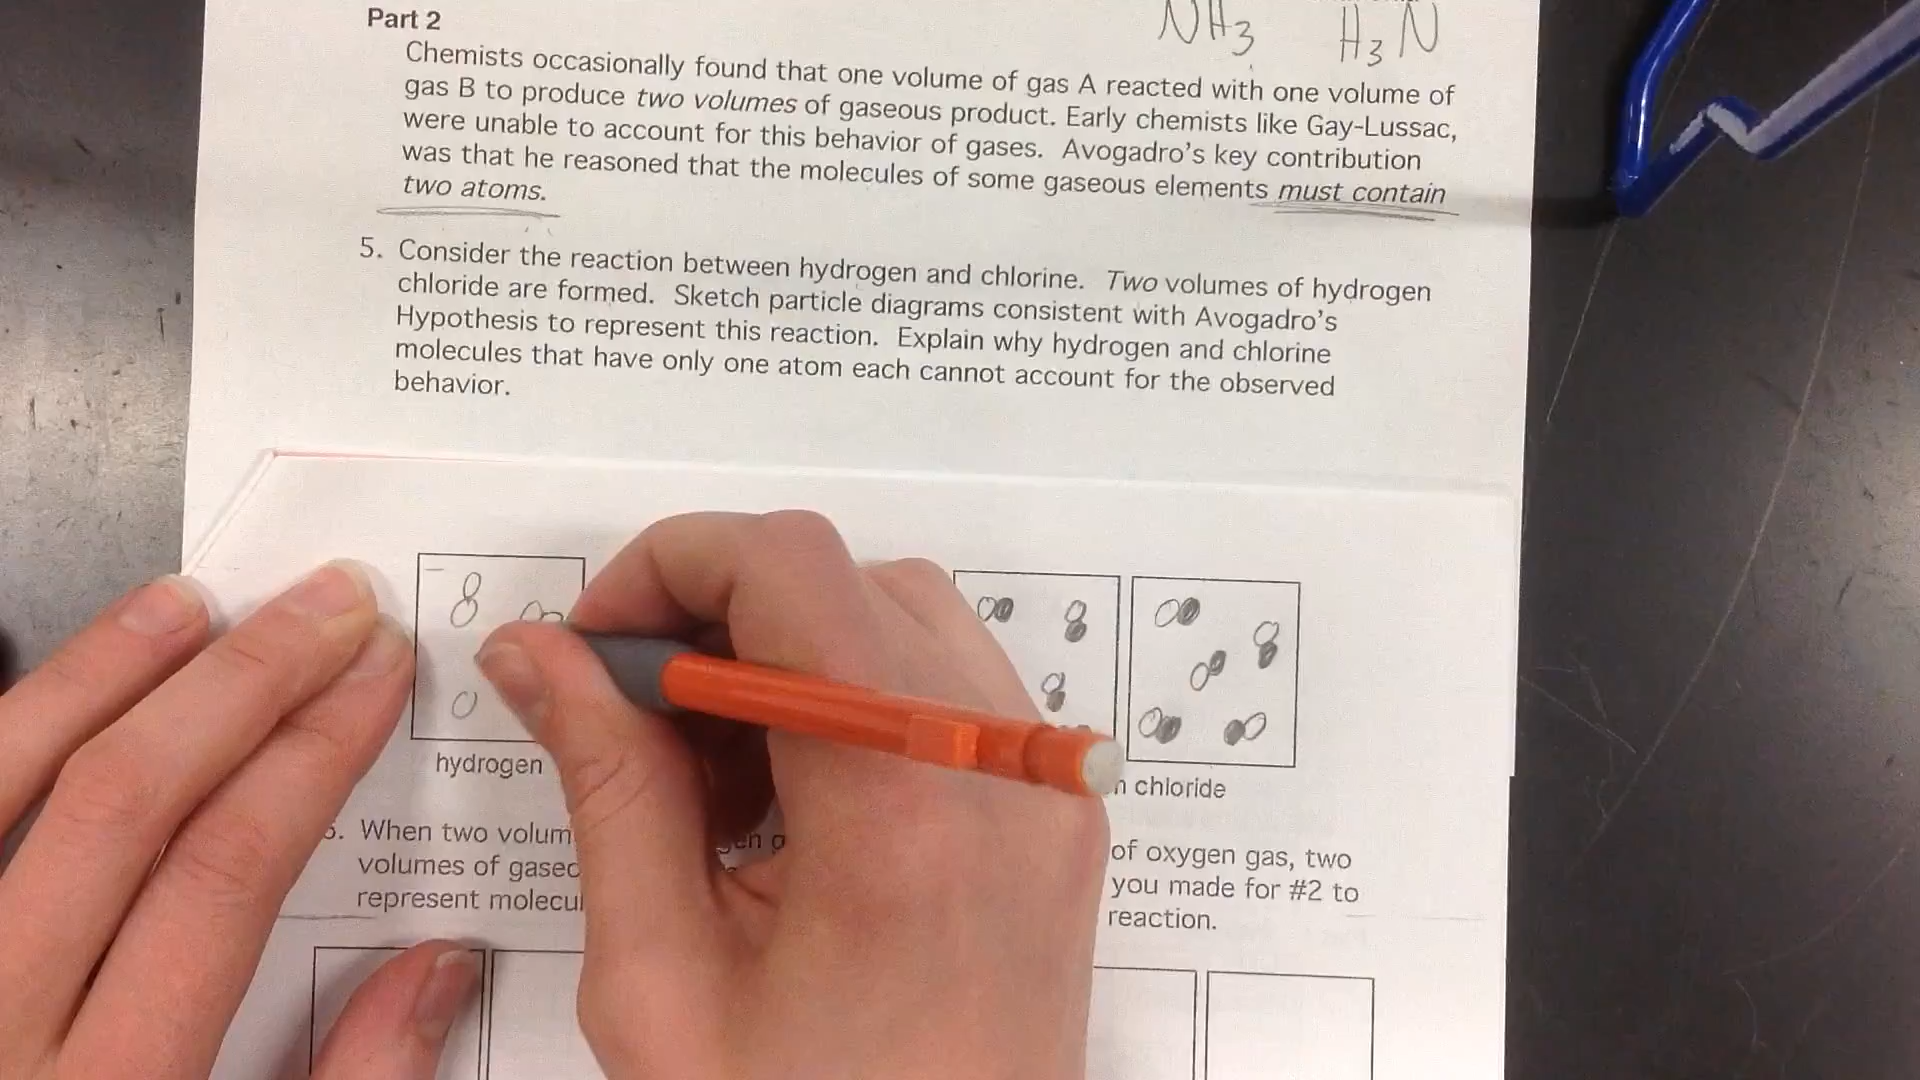 NH3 H3N
Part 2
Chemists occasionally found that one volume of gas A reacted with one volume of
gas B to produce two volumes of gaseous product. Early chemists like Gay-Lussac,
were unable to account for this behavior of gases. Avogadro's key contribution
was that he reasoned that the molecules of some gaseous elements must contain
two atoms.
5. Consider the reaction between hydrogen and chlorine. Two volumes of hydrogen
chloride are formed. Sketch particle diagrams consistent with Avogadro's
Hypothesis to represent this reaction. Explain why hydrogen and chlorine
molecules that have only one atom each cannot account for the observed
behavior.
hydrogen
chloride
When two of oxygen gas, two
volumes of you made for #2 to
represent reaction.